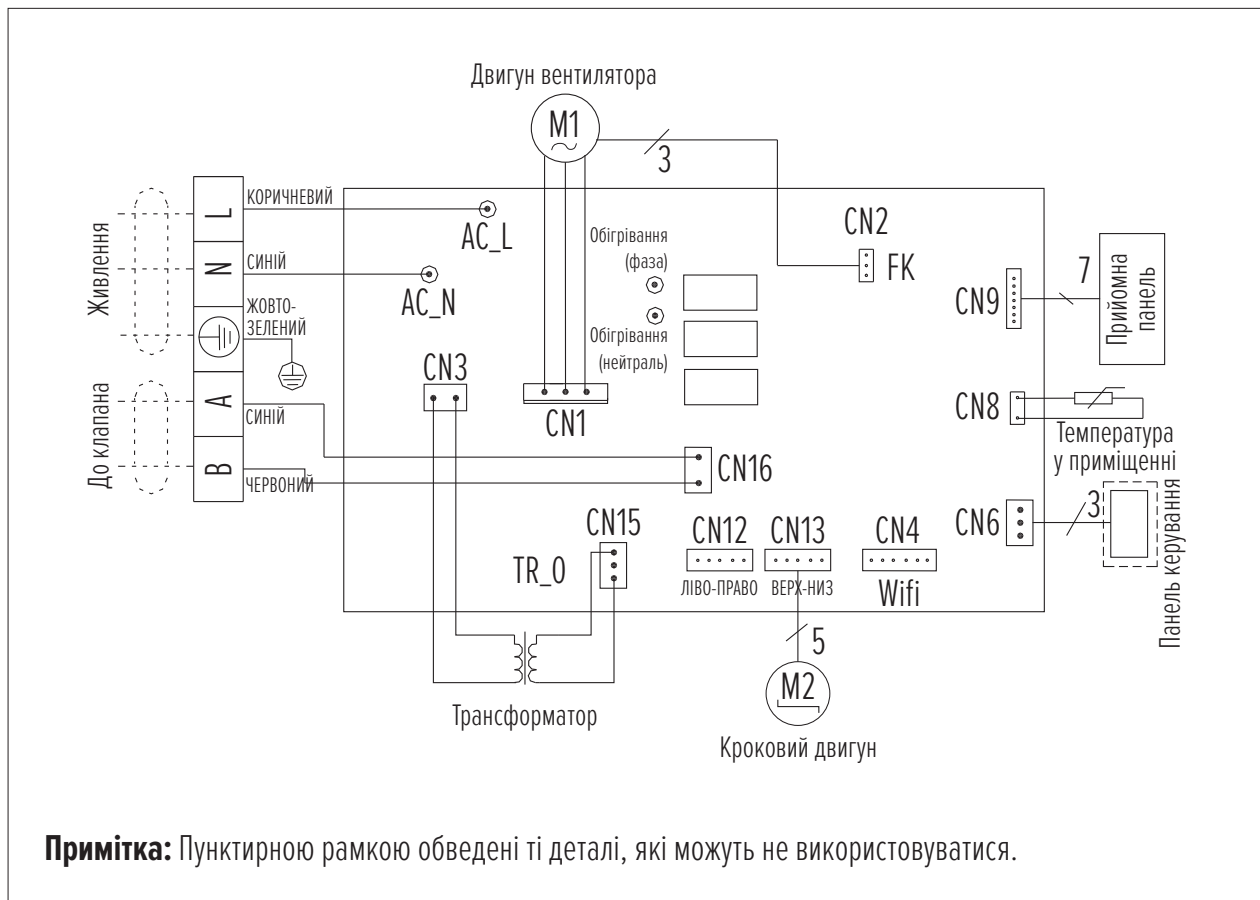 Двигун вентилятора
M1
3
L
КОРИЧНЕВИЙ
AC_L
CN2
FK
Обігрівання
(фаза)
Живлення
N
СИНІЙ
AC_N
7
CN9
Прийомна
панель
ЖОВТО-
ЗЕЛЕНИЙ
Обігрівання
(нейтраль)
CN3
CN1
До клапана
A
СИНІЙ
CN8
Температура
у приміщенні
B
ЧЕРВОНИЙ
CN16
CN15
TR_0
CN12
ЛІВО-ПРАВО
CN13
ВЕРХ-НИЗ
CN4
Wifi
CN6
3
Панель керування
5
M2
Трансформатор
Кроковий двигун
Примітка: Пунктирною рамкою обведені ті деталі, які можуть не використовуватися.